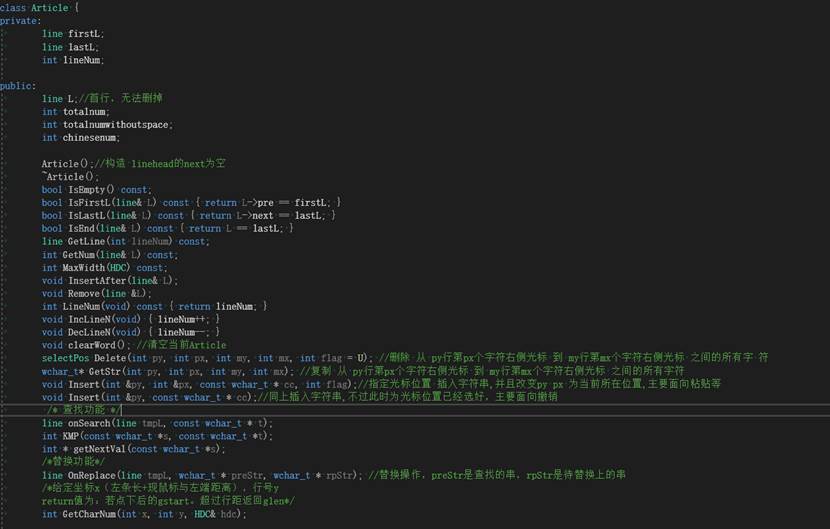 class Article {
private:
line firstL;
line lastL;
int lineNum;
public:
line L;//首行，无法删掉
int totalnum;
int totalnumwithoutspace;
int chinesenum;
Article();//构造 linehead的next为空
~Article();
bool IsEmpty() const;
bool IsFirstL(line& L) const { return L->pre == firstL; }
bool IsLastL(line& L) const { return L->next == lastL; }
bool IsEnd(line& L) const { return L == lastL; }
line GetLine(int lineNum) const;
int GetNum(line& L) const;
int MaxWidth(HDC) const;
void InsertAfter(line& L);
void Remove(line &L);
int LineNum(void) const { return lineNum; }
void IncLineN(void) { lineNum++; }
void DecLineN(void) { lineNum--; }
void clearWord(); //清空当前Article
selectPos Delete(int py, int px, int my, int mx, int flag = U); //删除 从 py行第px个字符右侧光标 到 my行第mx个字符右侧光标 之间的所有字 符
wchar_t* GetStr(int py, int px, int my, int mx); //复制 从 py行第px个字符右侧光标 到 my行第mx个字符右侧光标 之间的所有字符
void Insert(int &py, int &px, const wchar_t * cc, int flag);//指定光标位置 插入字符串,并且改变py px 为当前所在位置,主要面向粘贴等
void Insert(int &py, const wchar_t * cc);//同上插入字符串,不过此时为光标位置已经选好，主要面向撤销
/* 查找功能 */
line onSearch(line tmpL, const wchar_t * t);
int KMP(const wchar_t *s, const wchar_t *t);
int * getNextVal(const wchar_t *s);
/*替换功能*/
line OnReplace(line tmpL, wchar_t * preStr, wchar_t * rpStr); //替换操作，preStr是查找的串，rpStr是待替换上的串
/*给定坐标x（左条长+现鼠标与左端距离），行号y
return值为：若点下后的gstart。超过行距返回glen*/
int GetCharNum(int x, int y, HDC& hdc);